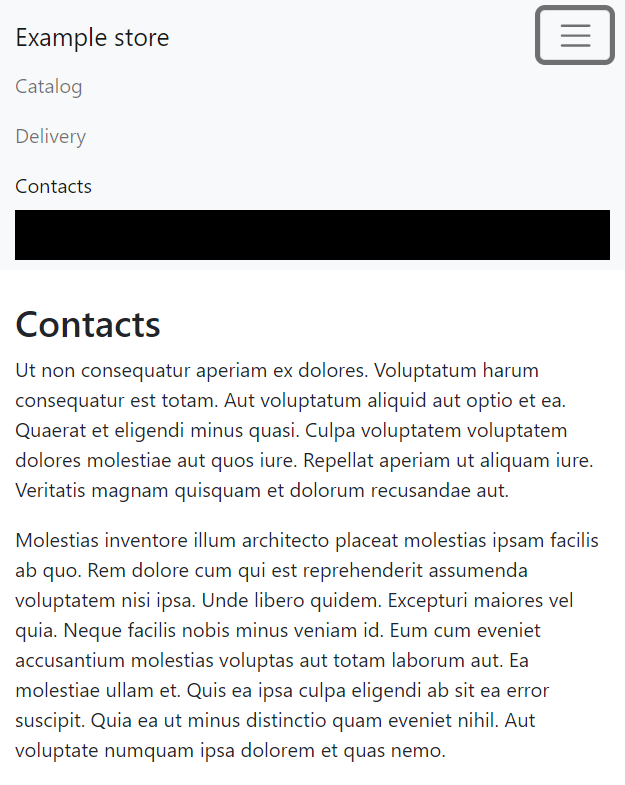 Example store
Catalog
Delivery
Contacts
Contacts
Ut non consequatur aperiam ex dolores. Voluptatum harum
consequatur est totam. Aut voluptatum aliquid aut optio et ea.
Quaerat et eligendi minus quasi. Culpa voluptatem voluptatem
dolores molestiae aut quos iure. Repellat aperiam ut aliquam iure.
Veritatis magnam quisquam et dolorum recusandae aut.
Molestias inventore illum architecto placeat molestias ipsam facilis
ab quo. Rem dolore cum qui est reprehenderit assumenda
voluptatem nisi ipsa. Unde libero quidem. Excepturi maiores vel
quia. Neque facilis nobis minus veniam id. Eum cum eveniet
accusantium molestias voluptas aut totam laborum aut. Ea
molestiae ullam et. Quis ea ipsa culpa eligendi ab sit ea error
suscipit. Quia ea ut minus distinctio quam eveniet nihil. Aut
voluptate numquam ipsa dolorem et quas nemo.